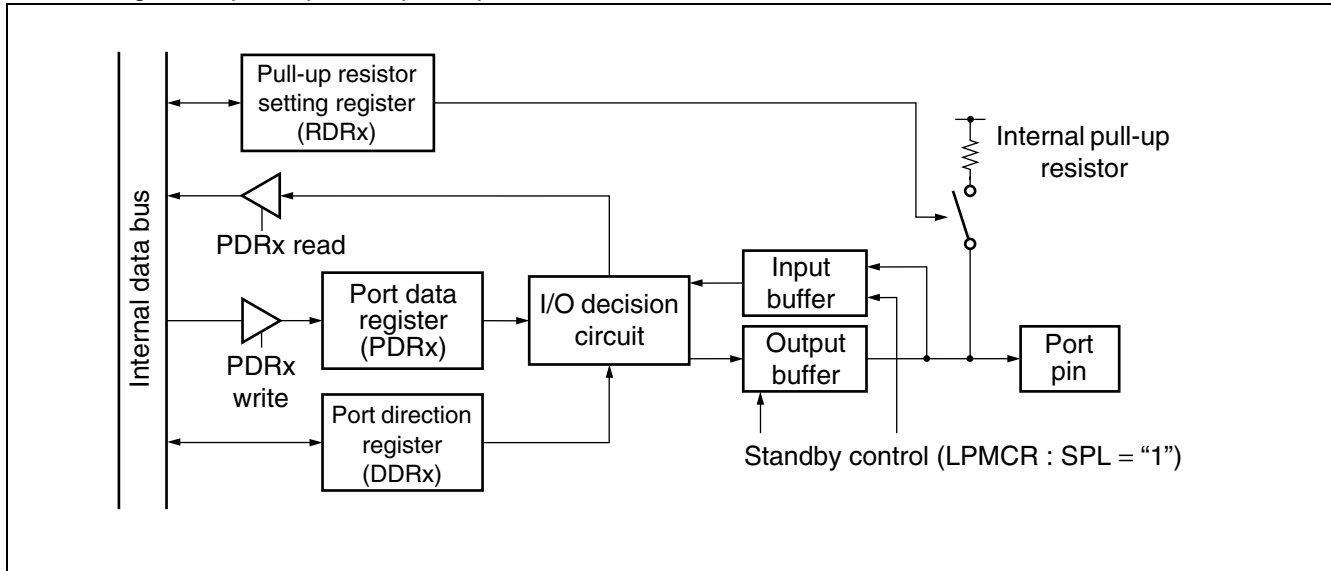 Pull-up resistor
setting register
(RDRx)
Internal pull-up
resistor
Internal data bus
PDRx read
Port data
register
(PDRx)
PDRx
write
I/O decision
circuit
Input
buffer
Output
buffer
Port
pin
Port direction
register
(DDRx)
Standby control (LPMCR : SPL = “1”)